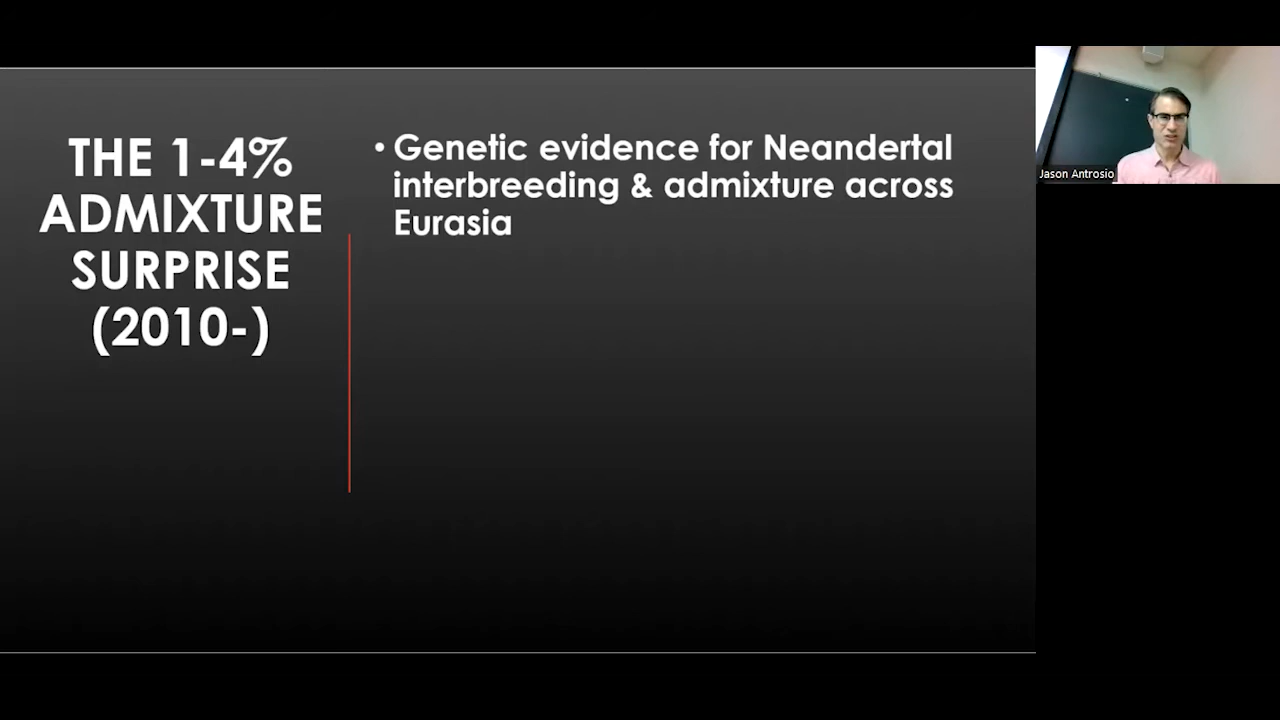 THE 1-4%
ADMIXTURE
SURPRISE
(2010-)
• Genetic evidence for Neandertal
interbreeding & admixture across
Eurasia
Jason Antrosio